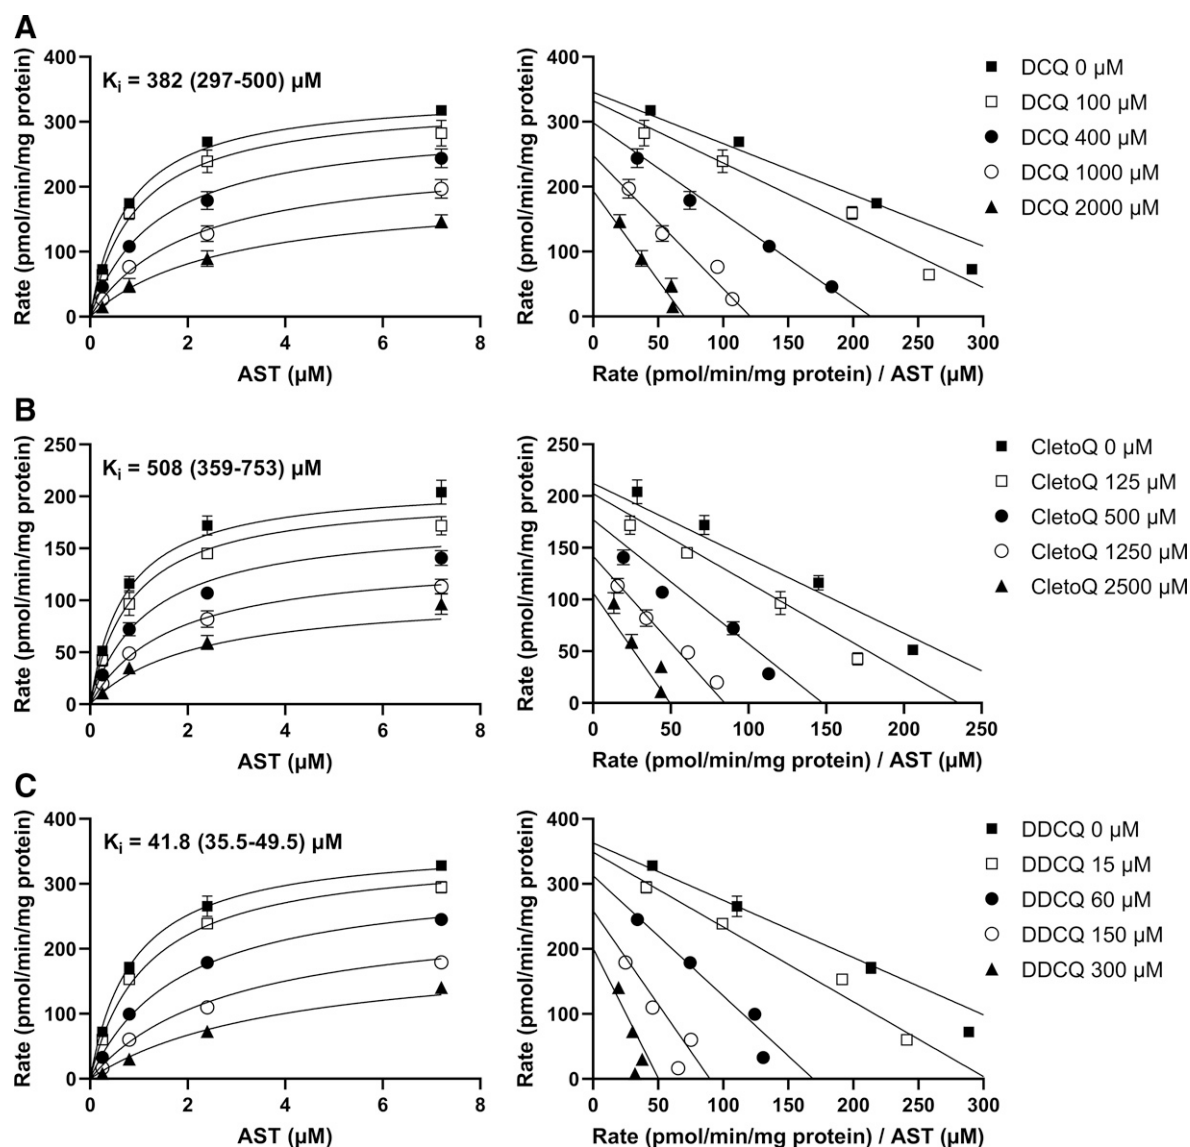 A
Rate (pmol/min/mg protein)
400
300
200
100
0
Ki = 382 (297-500) µM
0 2 4 6 8
AST (µM)
Rate (pmol/min/mg protein)
400
300
200
100
0
0 50 100 150 200 250 300
Rate (pmol/min/mg protein) / AST (µM)
DCQ 0 µM
DCQ 100 µM
DCQ 400 µM
DCQ 1000 µM
DCQ 2000 µM
B
Rate (pmol/min/mg protein)
250
200
150
100
50
0
Ki = 508 (359-753) µM
0 2 4 6 8
AST (µM)
Rate (pmol/min/mg protein)
250
200
150
100
50
0
0 50 100 150 200 250
Rate (pmol/min/mg protein) / AST (µM)
CletoQ 0 µM
CletoQ 125 µM
CletoQ 500 µM
CletoQ 1250 µM
CletoQ 2500 µM
C
Rate (pmol/min/mg protein)
400
300
200
100
0
Ki = 41.8 (35.5-49.5) µM
0 2 4 6 8
AST (µM)
Rate (pmol/min/mg protein)
400
300
200
100
0
0 50 100 150 200 250 300
Rate (pmol/min/mg protein) / AST (µM)
DDCQ 0 µM
DDCQ 15 µM
DDCQ 60 µM
DDCQ 150 µM
DDCQ 300 µM